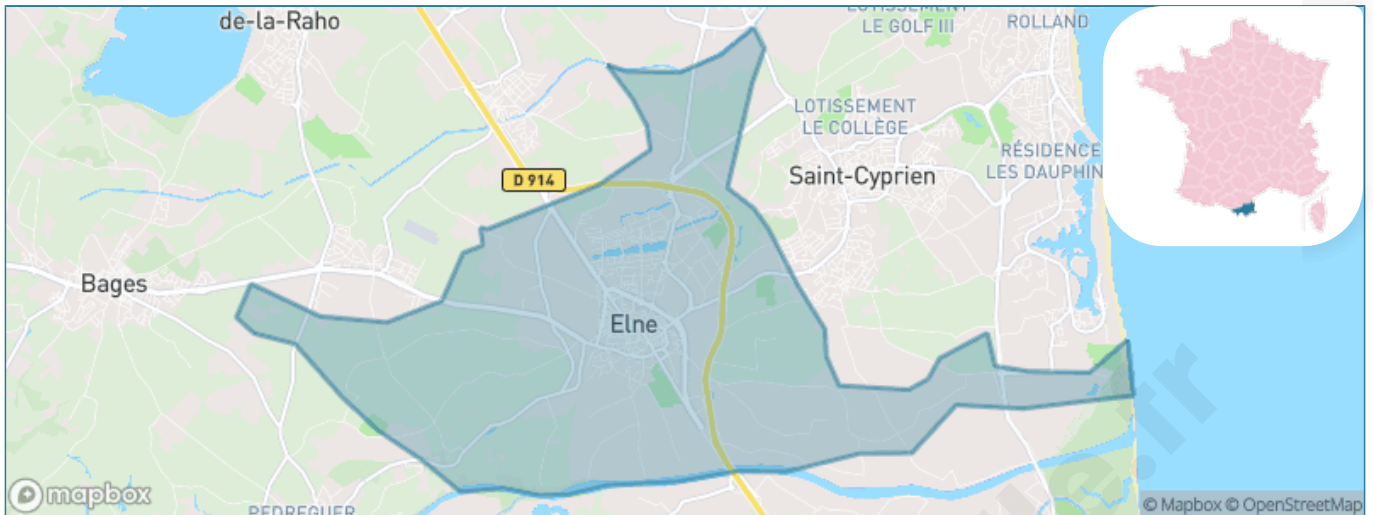 de-la-Raho
LE GOLF III
ROLLAND
LOTISSEMENT
LE COLLÈGE
RÉSIDENCE
LES DAUPHIN
D 914
Saint-Cyprien
Bages
Elne
mapbox
© Mapbox © OpenStreetMap